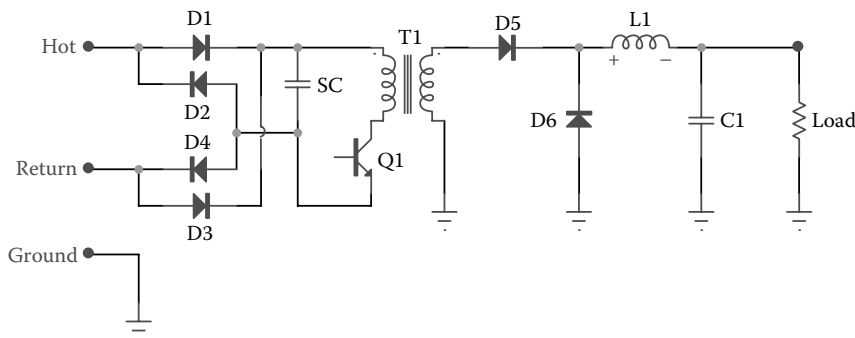 D1
L1
Hot
T1
D5
+
−
D2
SC
D6
C1
Load
D4
Q1
Return
D3
Ground